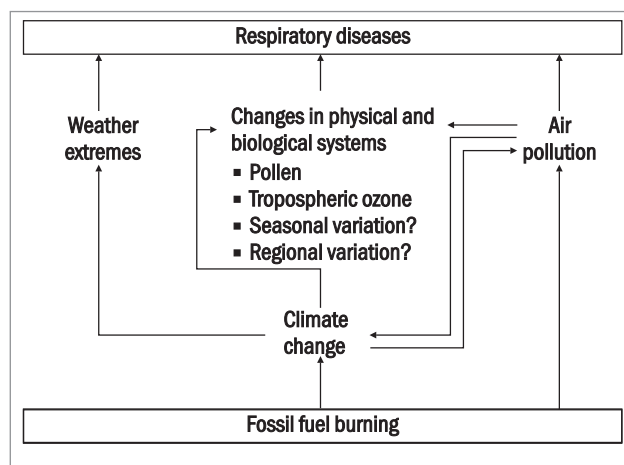 Respiratory diseases
Weather
extremes
Changes in physical and
biological systems
▪ Pollen
▪ Tropospheric ozone
▪ Seasonal variation?
▪ Regional variation?
Air
pollution
Climate
change
Fossil fuel burning